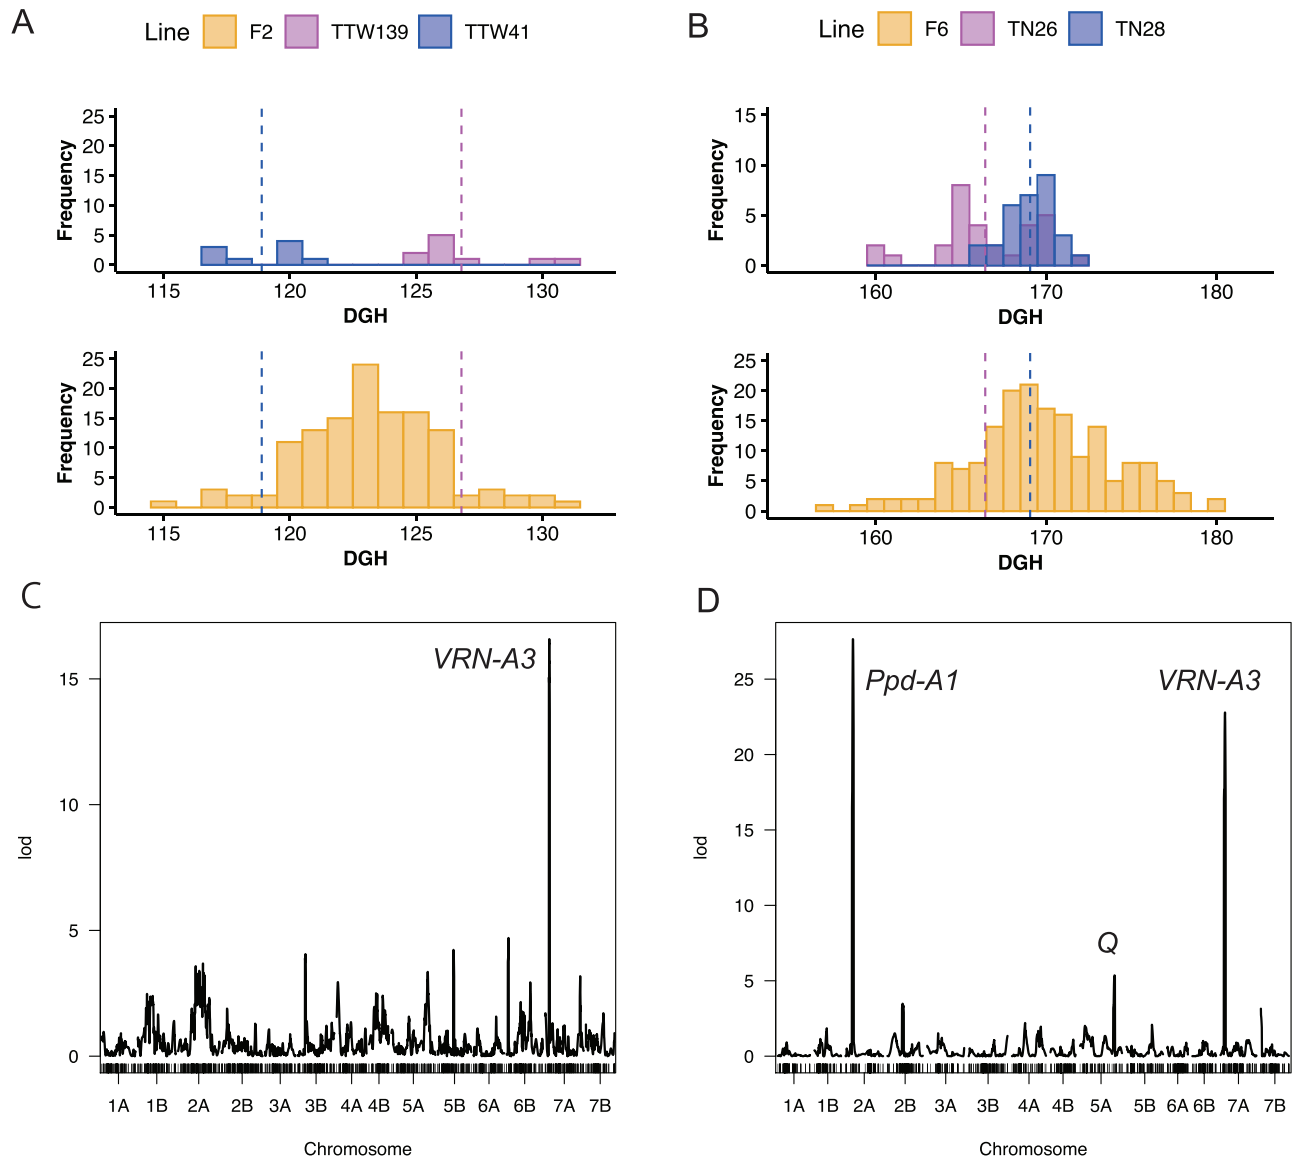 A
Line F2 TTW139 TTW41
25
20
15
10
5
0
Frequency
115 120 125 130
DGH
25
20
15
10
5
0
Frequency
115 120 125 130
DGH
B
Line F6 TN26 TN28
15
10
5
0
Frequency
160 170 180
DGH
25
20
15
10
5
0
Frequency
160 170 180
DGH
C
VRN-A3
15
10
5
0
lod
1A 1B 2A 2B 3A 3B 4A 4B 5A 5B 6A 6B 7A 7B
Chromosome
D
Ppd-A1 VRN-A3
Q
25
20
15
10
5
0
lod
1A 1B 2A 2B 3A 3B 4A 4B 5A 5B 6A 6B 7A 7B
Chromosome